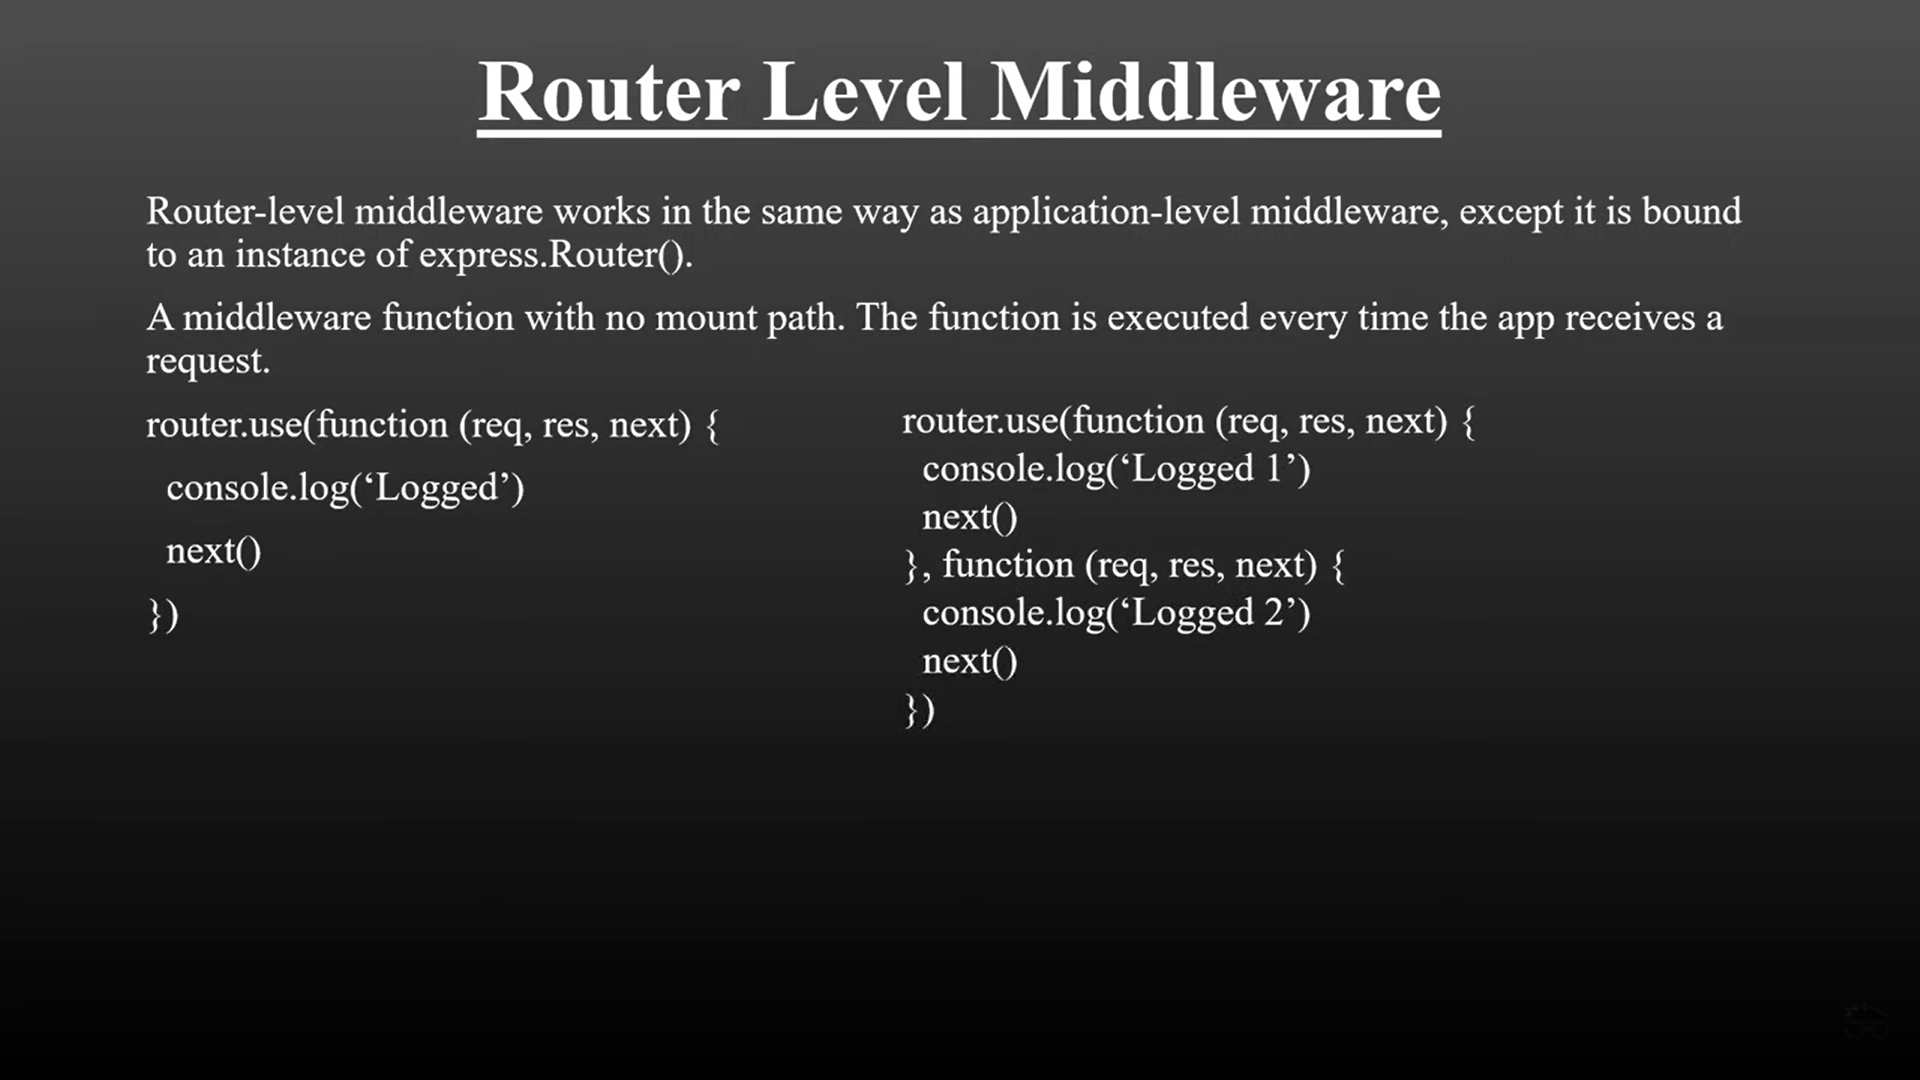 Router Level Middleware
Router-level middleware works in the same way as application-level middleware, except it is bound
to an instance of express.Router().
A middleware function with no mount path. The function is executed every time the app receives a
request.
router.use(function (req, res, next) {
console.log(‘Logged’)
next()
})
router.use(function (req, res, next) {
console.log(‘Logged 1’)
next()
}, function (req, res, next) {
console.log(‘Logged 2’)
next()
})